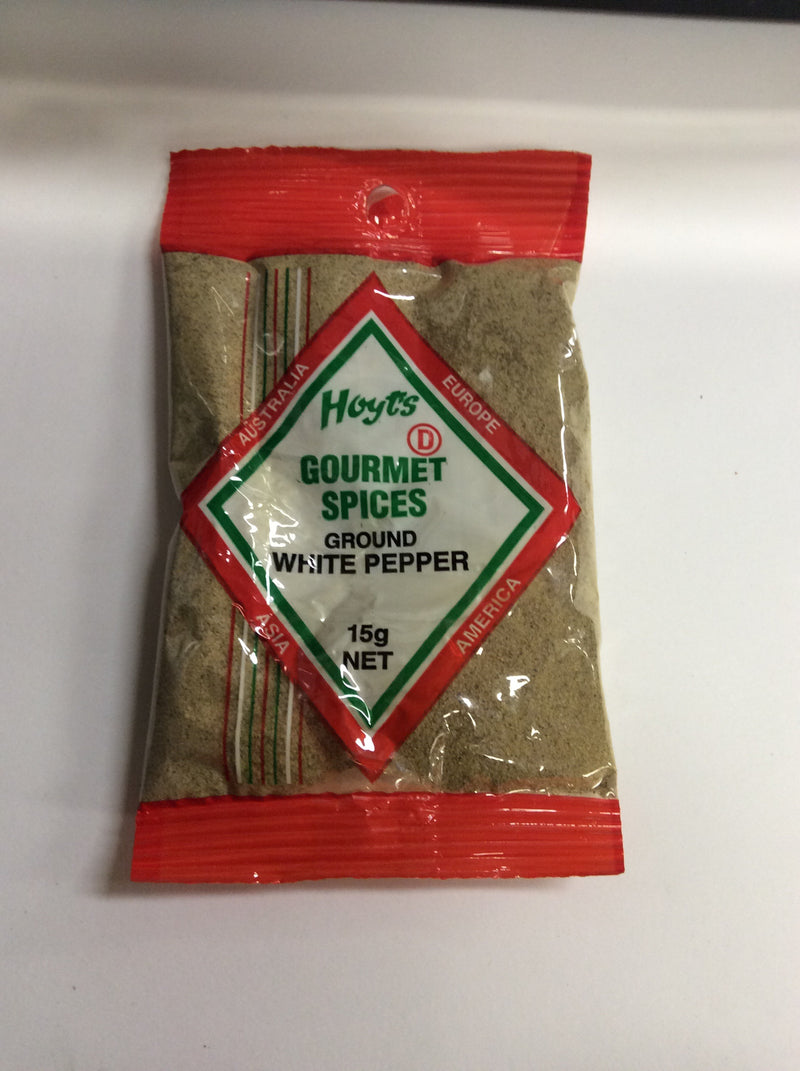 Hoyt's
D
GOURMET
SPICES
GROUND
WHITE PEPPER
15g
NET
AUSTRALIA
EUROPE
ASIA
AMERICA